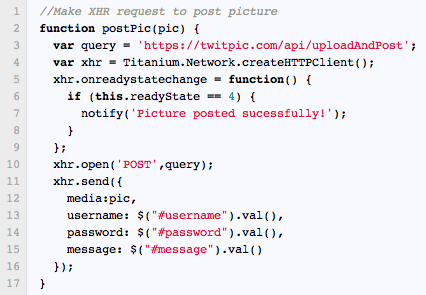 1 //Make XHR request to post picture
2 function postPic(pic) {
3   var query = 'https://twitpic.com/api/uploadAndPost';
4   var xhr = Titanium.Network.createHTTPClient();
5   xhr.onreadystatechange = function() {
6     if (this.readyState == 4) {
7       notify('Picture posted sucessfully!');
8     }
9   };
10   xhr.open('POST',query);
11   xhr.send({
12     media:pic,
13     username: $("#username").val(),
14     password: $("#password").val(),
15     message: $("#message").val()
16   });
17 }